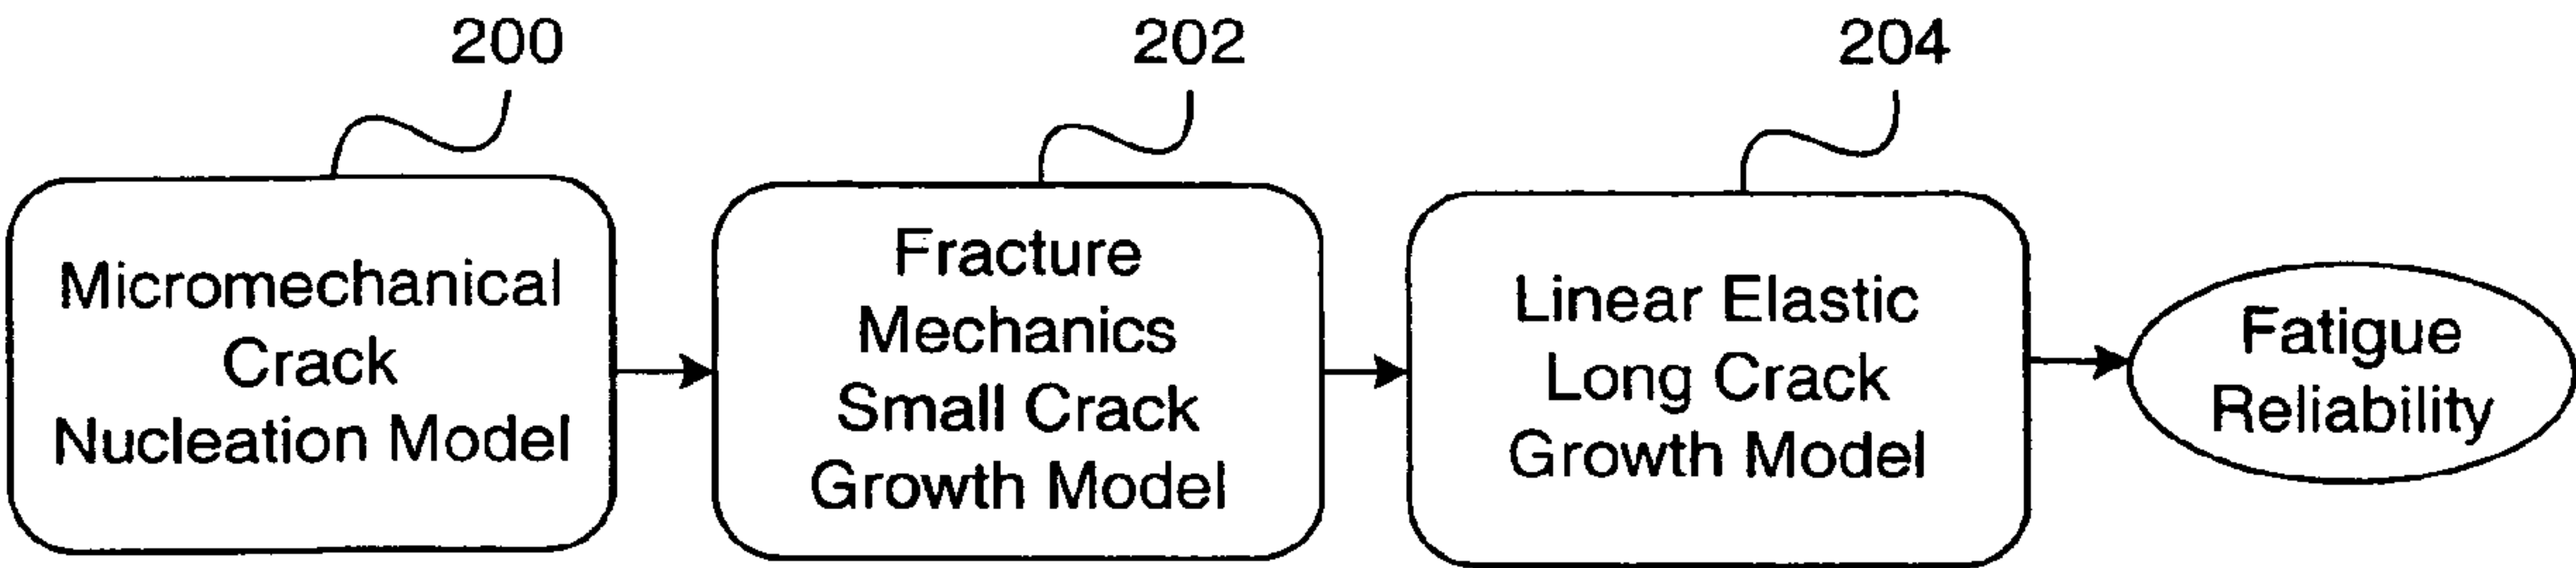 200
202
204
Micromechanical
Crack
Nucleation Model
Fracture
Mechanics
Small Crack
Growth Model
Linear Elastic
Long Crack
Growth Model
Fatigue
Reliability